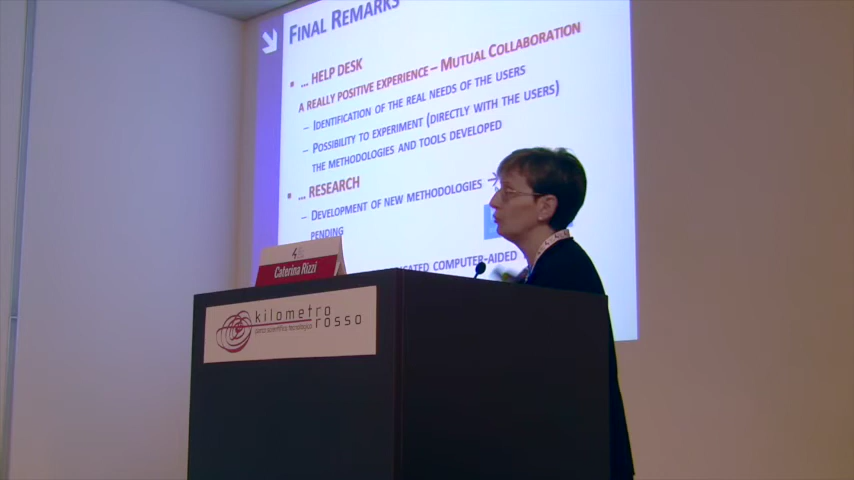 FINAL REMARKS
... HELP DESK
A REALLY POSITIVE EXPERIENCE – MUTUAL COLLABORATION
– IDENTIFICATION OF THE REAL NEEDS OF THE USERS
– POSSIBILITY TO EXPERIMENT (DIRECTLY WITH THE USERS)
THE METHODOLOGIES AND TOOLS DEVELOPED
... RESEARCH
– DEVELOPMENT OF NEW METHODOLOGIES →
PENDING
COMPUTER-AIDED
Caterina Rizzi
kilometro
rosso
parco scientifico tecnologico